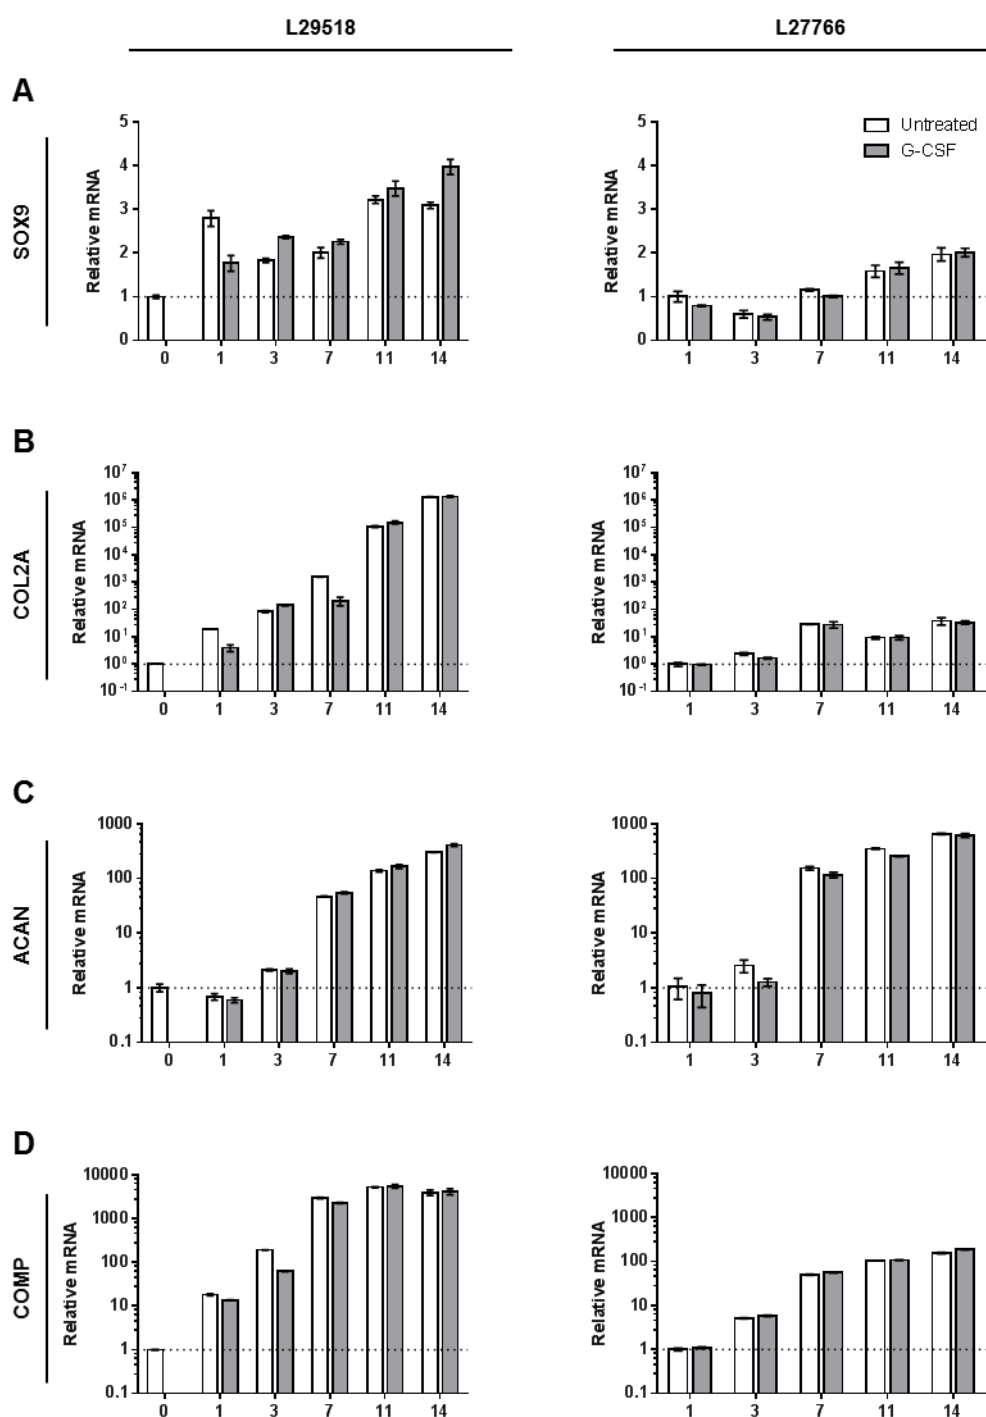 L29518
L27766
A
SOX9
Relative mRNA
5
4
3
2
1
0
0 1 3 7 11 14
Relative mRNA
5
4
3
2
1
0
1 3 7 11 14
Untreated
G-CSF
B
COL2A
Relative mRNA
10⁷
10⁶
10⁵
10⁴
10³
10²
10¹
10⁰
10⁻¹
0 1 3 7 11 14
Relative mRNA
10⁷
10⁶
10⁵
10⁴
10³
10²
10¹
10⁰
10⁻¹
1 3 7 11 14
C
ACAN
Relative mRNA
1000
100
10
1
0.1
0 1 3 7 11 14
Relative mRNA
1000
100
10
1
0.1
1 3 7 11 14
D
COMP
Relative mRNA
10000
1000
100
10
1
0.1
0 1 3 7 11 14
Relative mRNA
10000
1000
100
10
1
0.1
1 3 7 11 14